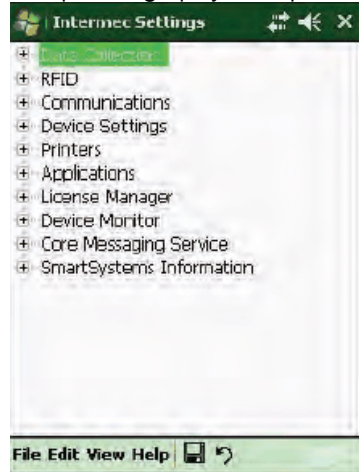 Intermec Settings
Data Collection
RFID
Communications
Device Settings
Printers
Applications
License Manager
Device Monitor
Core Messaging Service
SmartSystems Information
File Edit View Help